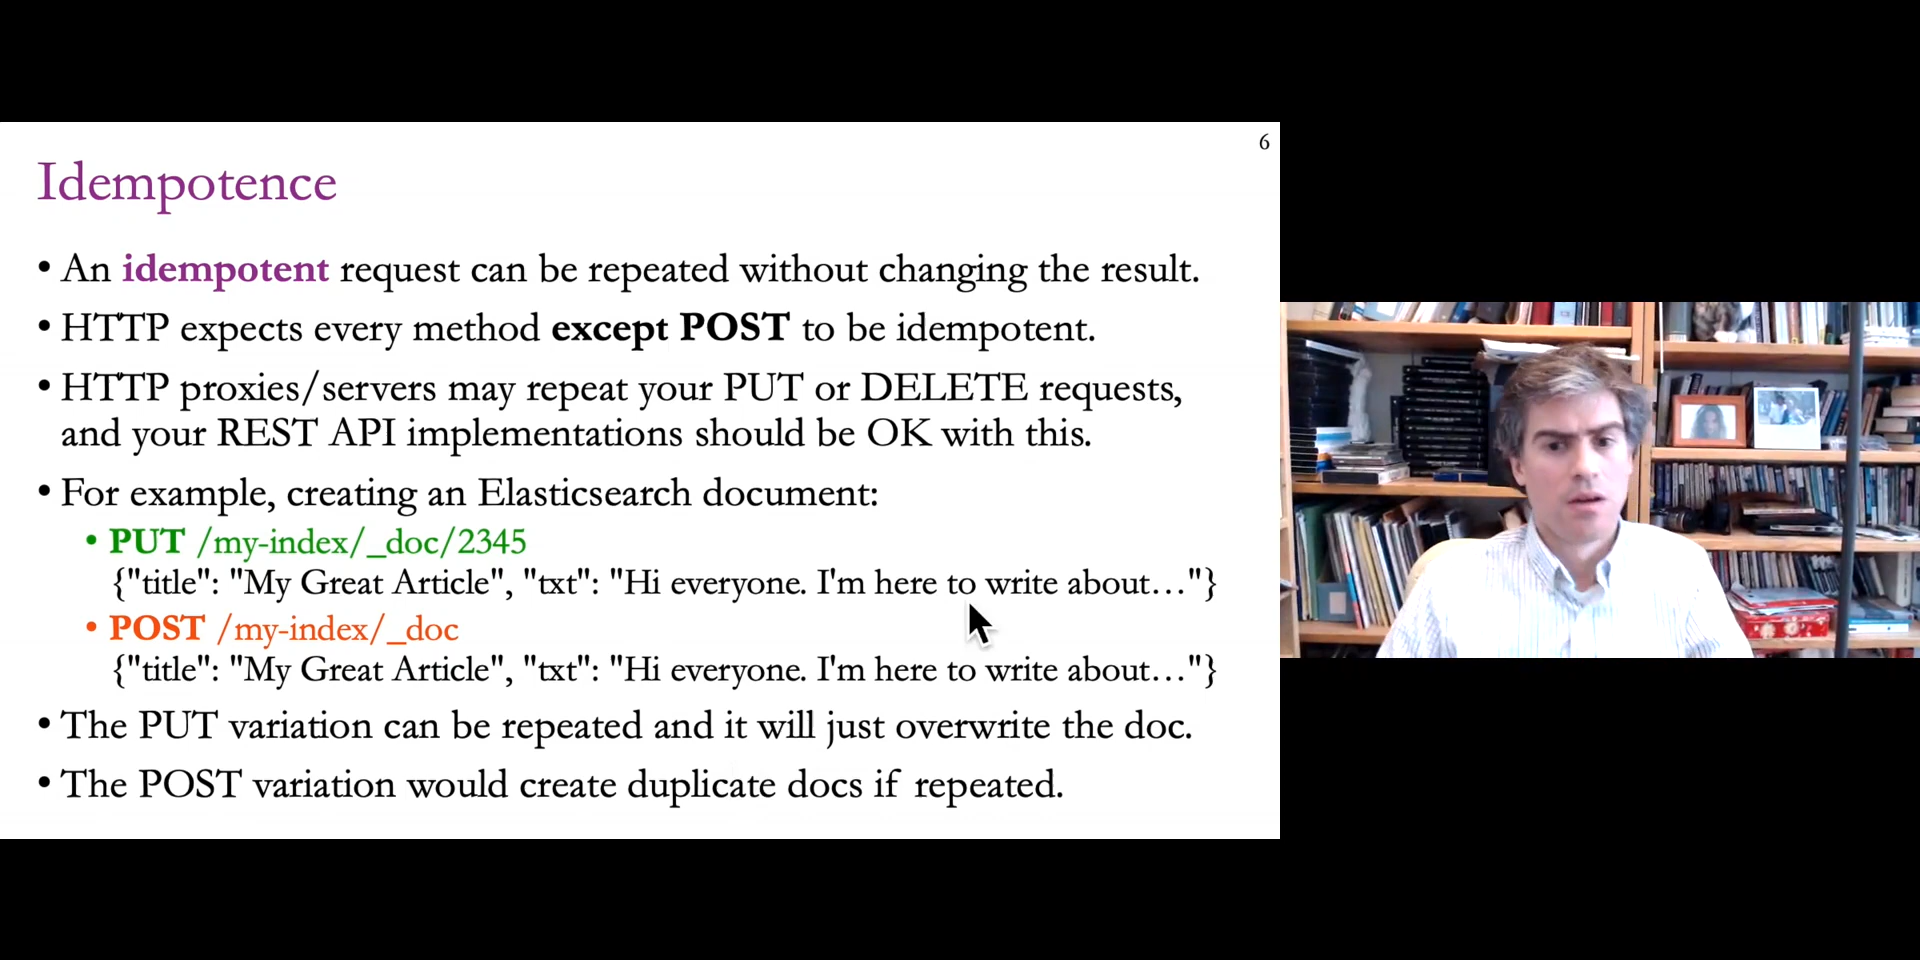 6
Idempotence
• An idempotent request can be repeated without changing the result.
• HTTP expects every method except POST to be idempotent.
• HTTP proxies/servers may repeat your PUT or DELETE requests,
and your REST API implementations should be OK with this.
• For example, creating an Elasticsearch document:
• PUT /my-index/_doc/2345
{"title": "My Great Article", "txt": "Hi everyone. I'm here to write about…"}
• POST /my-index/_doc
{"title": "My Great Article", "txt": "Hi everyone. I'm here to write about…"}
• The PUT variation can be repeated and it will just overwrite the doc.
• The POST variation would create duplicate docs if repeated.